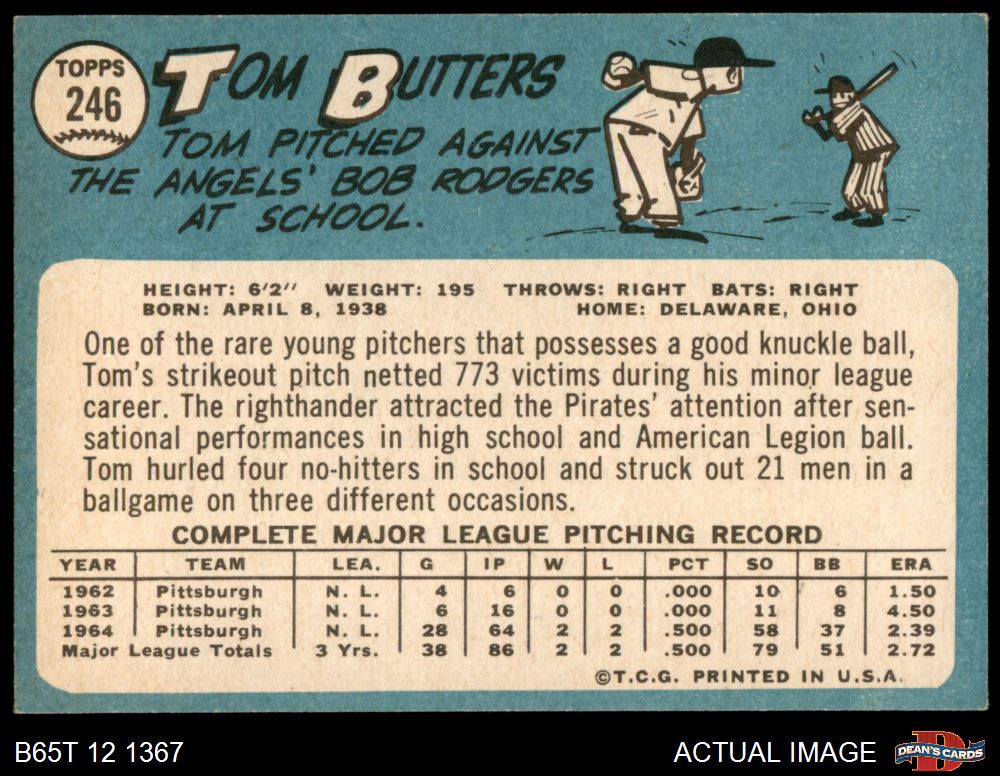 TOPPS
246
TOM BUTTERS
TOM PITCHED AGAINST
THE ANGELS' BOB RODGERS
AT SCHOOL.
HEIGHT: 6'2" WEIGHT: 195 THROWS: RIGHT BATS: RIGHT
BORN: APRIL 8, 1938 HOME: DELAWARE, OHIO
One of the rare young pitchers that possesses a good knuckle ball,
Tom's strikeout pitch netted 773 victims during his minor league
career. The righthander attracted the Pirates' attention after sen-
sational performances in high school and American Legion ball.
Tom hurled four no-hitters in school and struck out 21 men in a
ballgame on three different occasions.
COMPLETE MAJOR LEAGUE PITCHING RECORD
YEAR TEAM LEA. G IP W L PCT SO BB ERA
1962 Pittsburgh N. L. 4 6 0 0 .000 10 6 1.50
1963 Pittsburgh N. L. 6 16 0 0 .000 11 8 4.50
1964 Pittsburgh N. L. 28 64 2 2 .500 58 37 2.39
Major League Totals 3 Yrs. 38 86 2 2 .500 79 51 2.72
©T.C.G. PRINTED IN U.S.A.
B65T 12 1367 ACTUAL IMAGE
D
DEAN'S CARDS